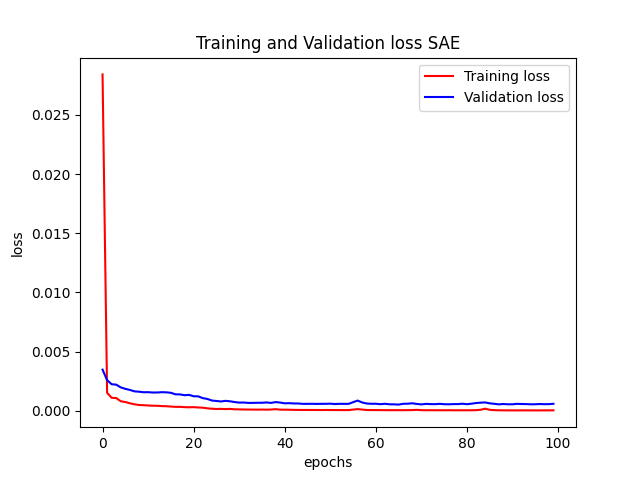 Training and Validation loss SAE
Training loss
Validation loss
0.025
0.020
0.015
0.010
0.005
0.000
loss
0 20 40 60 80 100
epochs